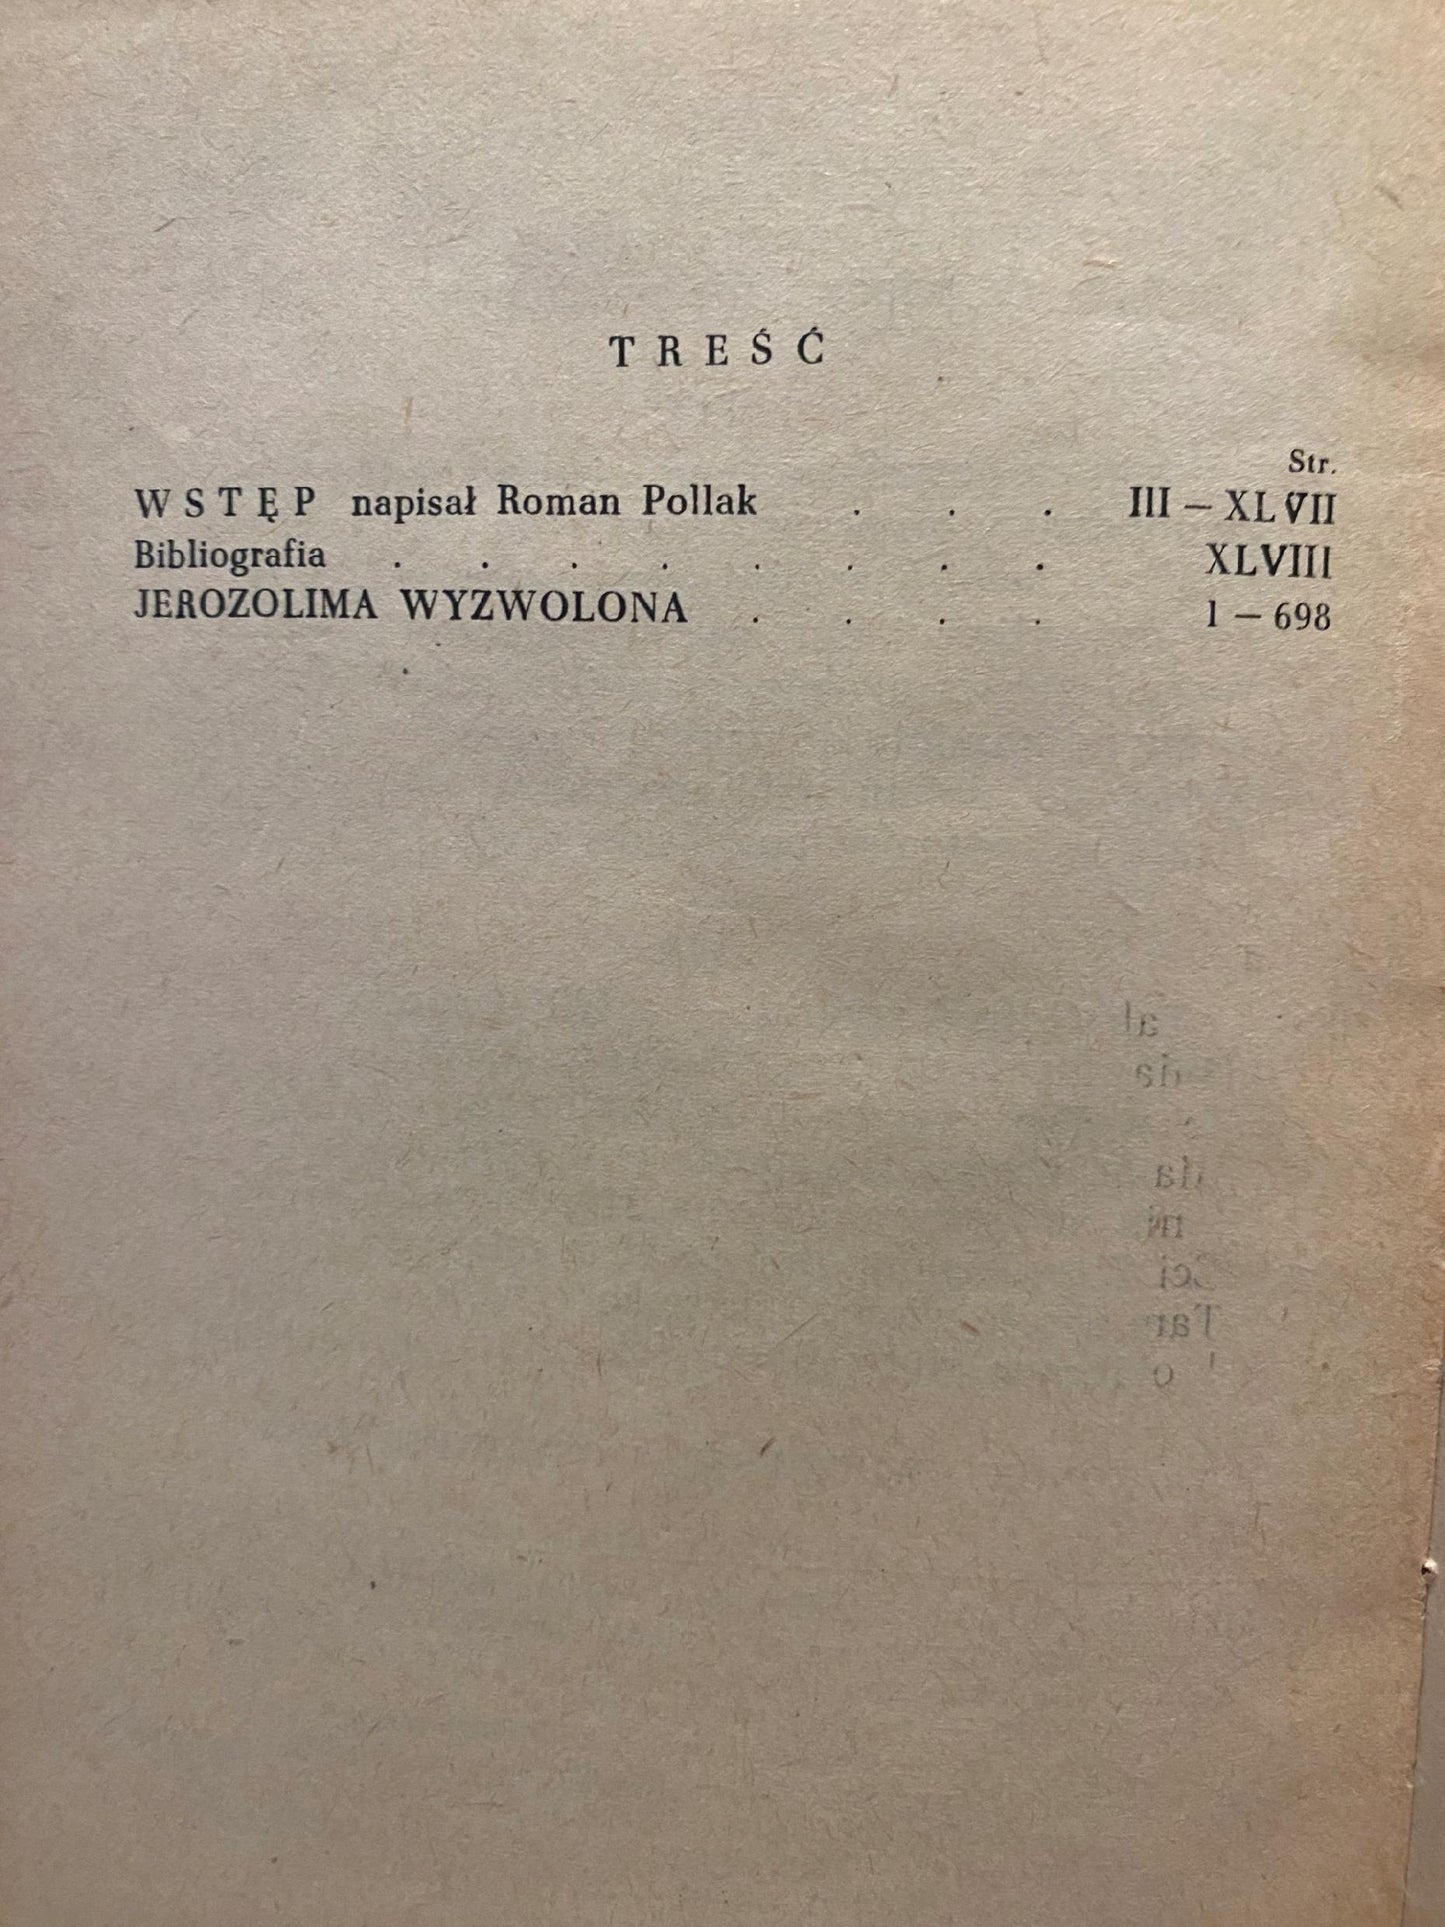 TREŚĆ
Str.
WSTĘP napisał Roman Pollak . . . III — XLVII
Bibliografia . . . . . . . . XLVIII
JEROZOLIMA WYZWOLONA . . . . 1 — 698